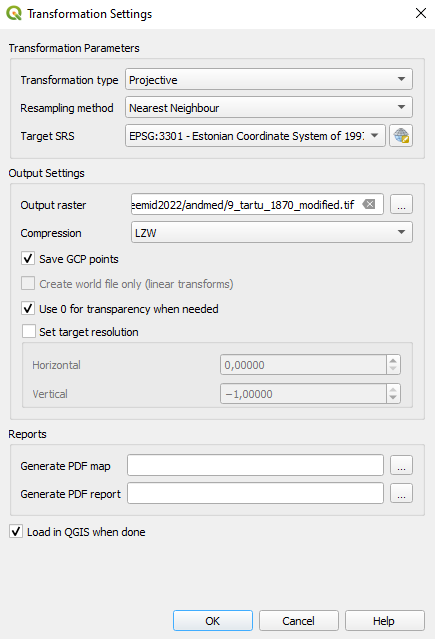 Transformation Settings
Transformation Parameters
Transformation type Projective
Resampling method Nearest Neighbour
Target SRS EPSG:3301 - Estonian Coordinate System of 1997
Output Settings
Output raster eemid2022/andmed/9_tartu_1870_modified.tif ...
Compression LZW
Save GCP points
Create world file only (linear transforms)
Use 0 for transparency when needed
Set target resolution
Horizontal 0,00000
Vertical −1,00000
Reports
Generate PDF map ...
Generate PDF report ...
Load in QGIS when done
OK Cancel Help